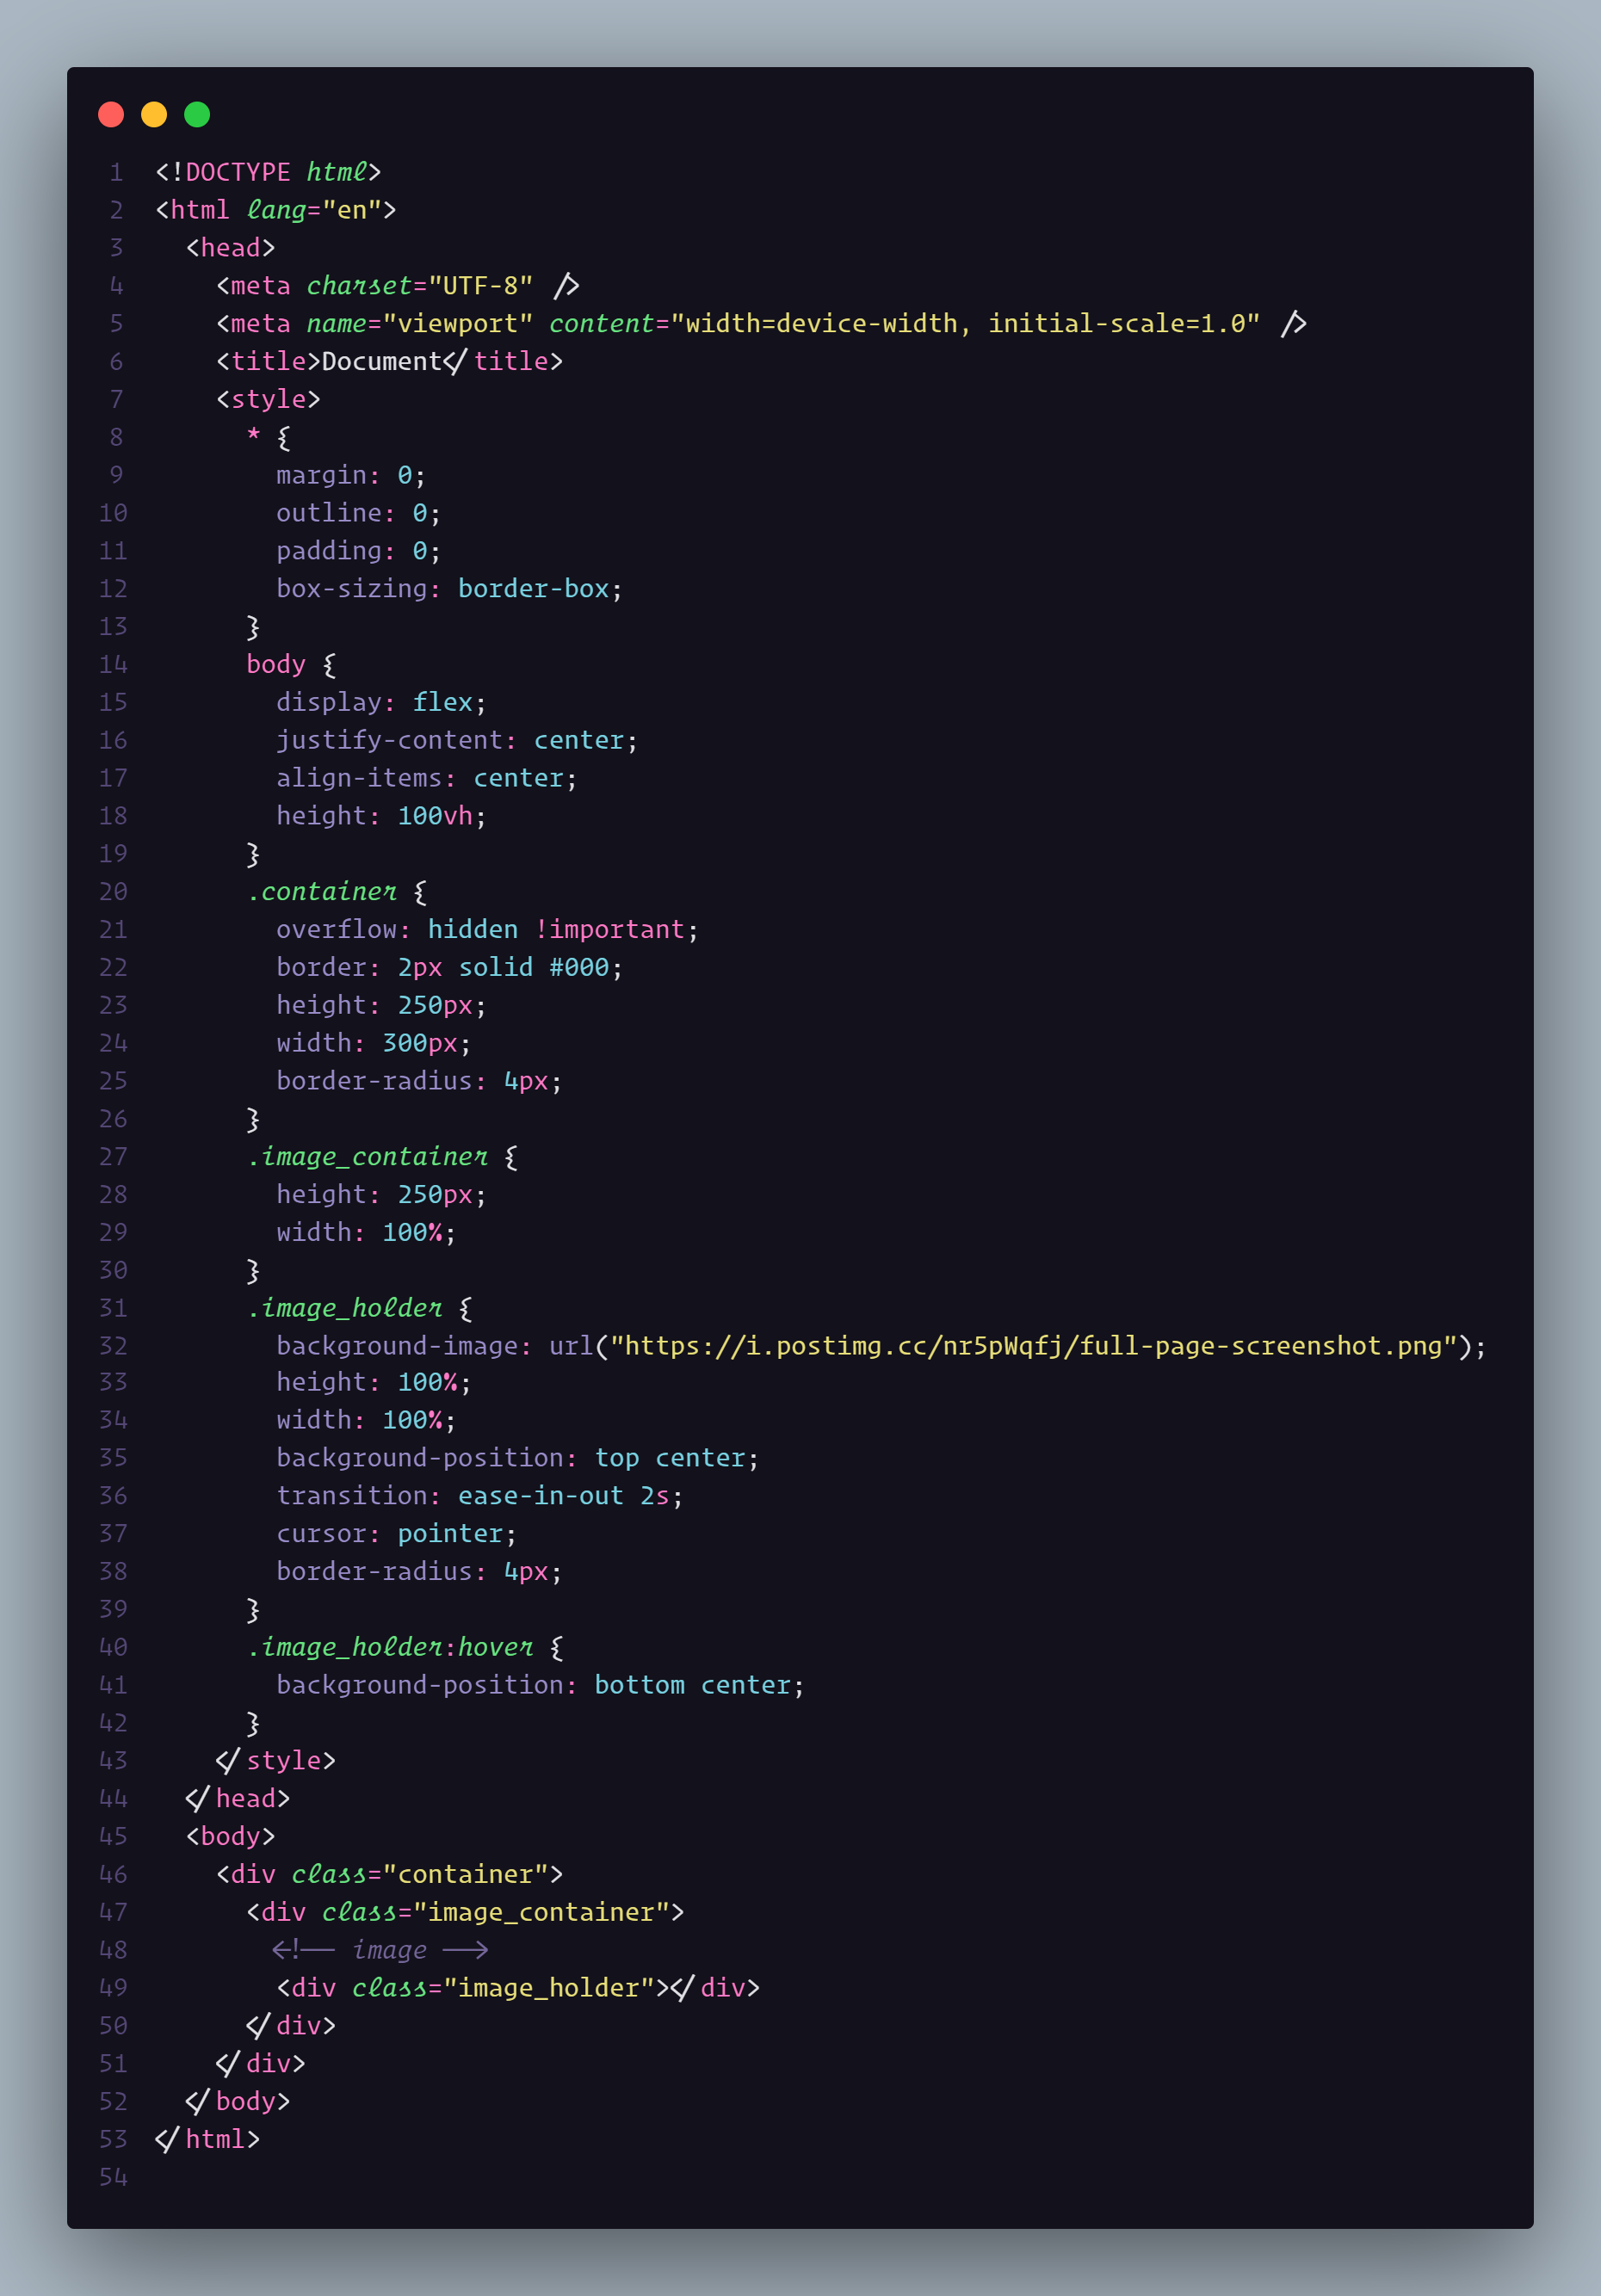 1 <!DOCTYPE html>
2 <html lang="en">
3   <head>
4     <meta charset="UTF-8" />
5     <meta name="viewport" content="width=device-width, initial-scale=1.0" />
6     <title>Document</title>
7     <style>
8       * {
9         margin: 0;
10         outline: 0;
11         padding: 0;
12         box-sizing: border-box;
13       }
14       body {
15         display: flex;
16         justify-content: center;
17         align-items: center;
18         height: 100vh;
19       }
20       .container {
21         overflow: hidden !important;
22         border: 2px solid #000;
23         height: 250px;
24         width: 300px;
25         border-radius: 4px;
26       }
27       .image_container {
28         height: 250px;
29         width: 100%;
30       }
31       .image_holder {
32         background-image: url("https://i.postimg.cc/nr5pWqfj/full-page-screenshot.png");
33         height: 100%;
34         width: 100%;
35         background-position: top center;
36         transition: ease-in-out 2s;
37         cursor: pointer;
38         border-radius: 4px;
39       }
40       .image_holder:hover {
41         background-position: bottom center;
42       }
43     </style>
44   </head>
45   <body>
46     <div class="container">
47       <div class="image_container">
48         <!-- image -->
49         <div class="image_holder"></div>
50       </div>
51     </div>
52   </body>
53 </html>
54